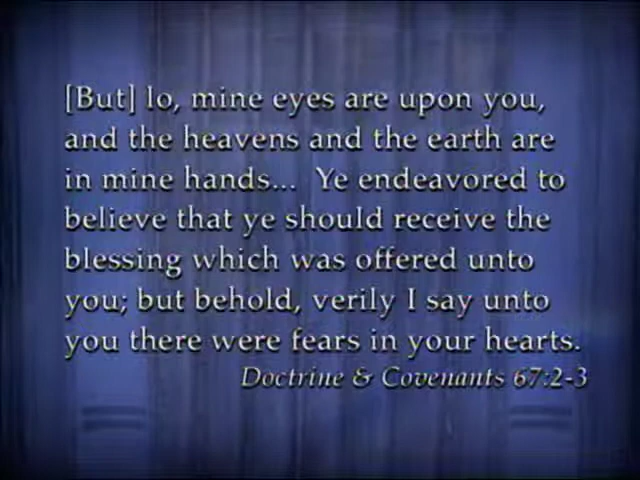 [But] lo, mine eyes are upon you,
and the heavens and the earth are
in mine hands... Ye endeavored to
believe that ye should receive the
blessing which was offered unto
you; but behold, verily I say unto
you there were fears in your hearts.
Doctrine & Covenants 67:2-3